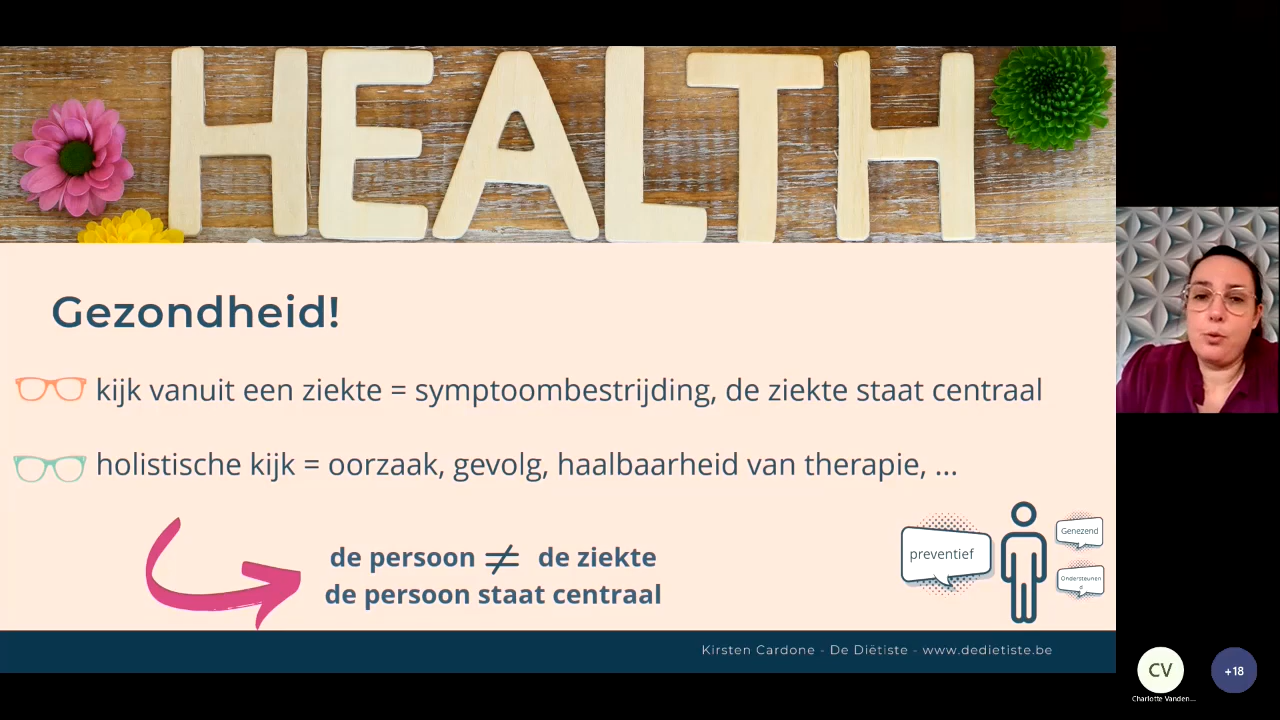 HEALTH
Gezondheid!
kijk vanuit een ziekte = symptoombestrijding, de ziekte staat centraal
holistische kijk = oorzaak, gevolg, haalbaarheid van therapie, ...
de persoon ≠ de ziekte
de persoon staat centraal
preventief
Genezend
Ondersteunen
d
Kirsten Cardone - De Diëtiste - www.dedietiste.be
CV
+18
Charlotte Vanden...